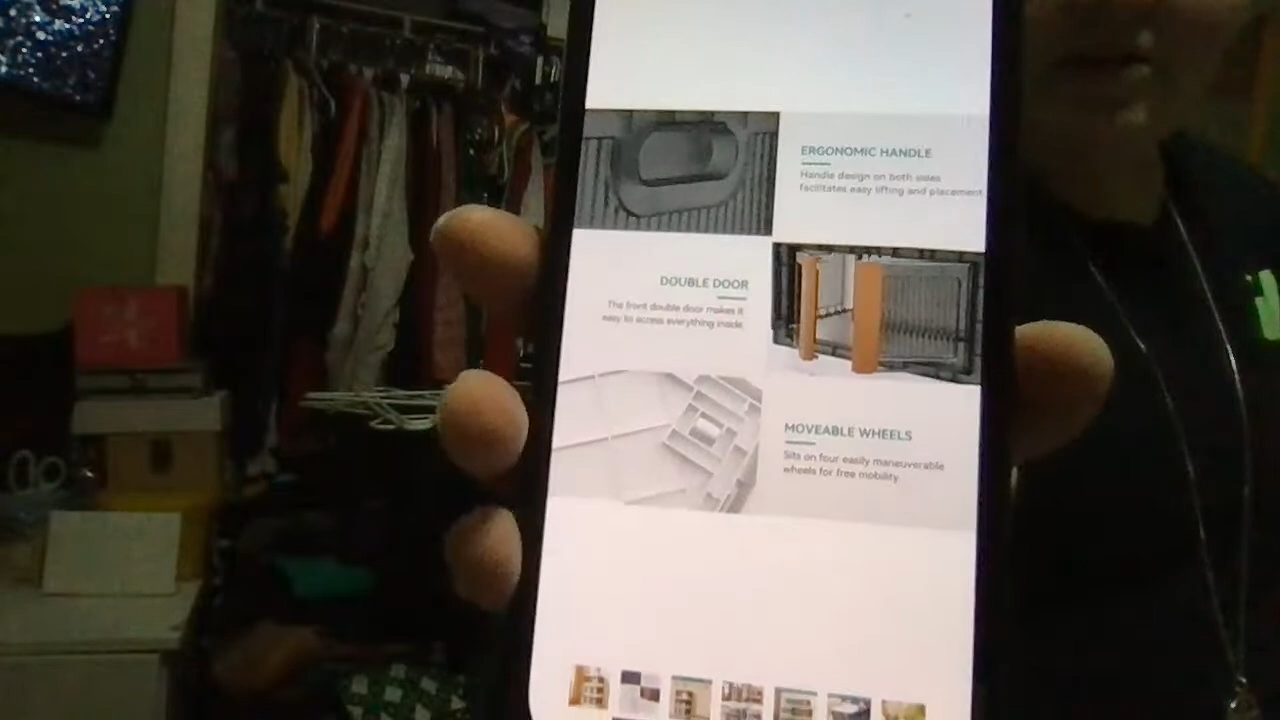 ERGONOMIC HANDLE
Handle design on both sides
facilitates easy lifting and placement
DOUBLE DOOR
The front double door makes it
easy to access everything inside.
MOVEABLE WHEELS
Sits on four easily maneuverable
wheels for free mobility.